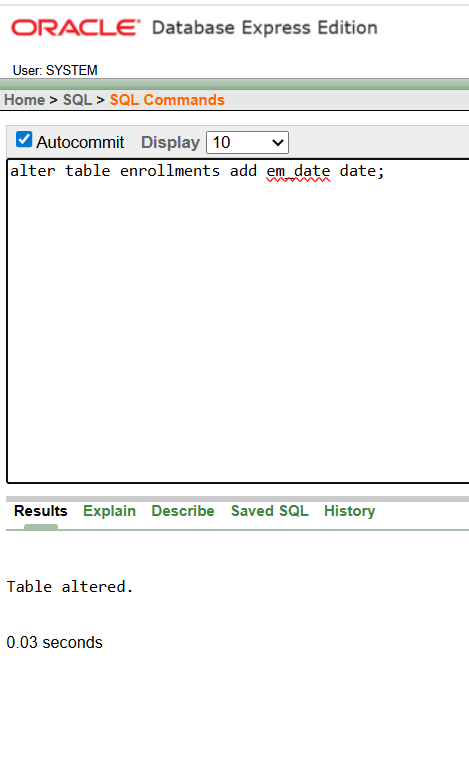 ORACLE Database Express Edition
User: SYSTEM
Home > SQL > SQL Commands
Autocommit Display 10
alter table enrollments add em_date date;
Results Explain Describe Saved SQL History
Table altered.
0.03 seconds